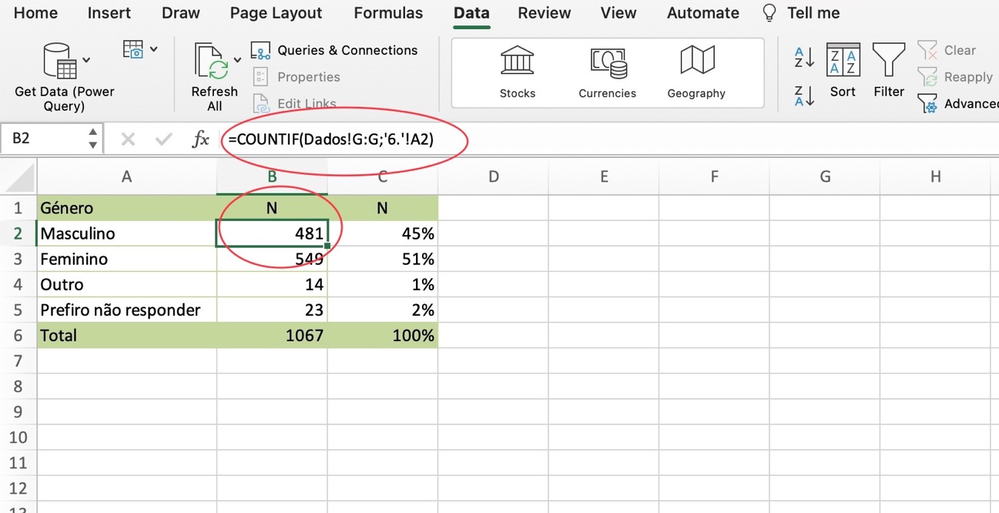 Home Insert Draw Page Layout Formulas Data Review View Automate Tell me
Get Data (Power Query)
Refresh All
Queries & Connections
Properties
Edit Links
Stocks Currencies Geography
A Z
Z A
Z A A Z
Sort
Filter
Clear
Reapply
Advanced
B2 fx =COUNTIF(Dados!G:G;'6.'!A2)
A B C D E F G H
1 Género N N
2 Masculino 481 45%
3 Feminino 549 51%
4 Outro 14 1%
5 Prefiro não responder 23 2%
6 Total 1067 100%
7
8
9
10
11
12
13